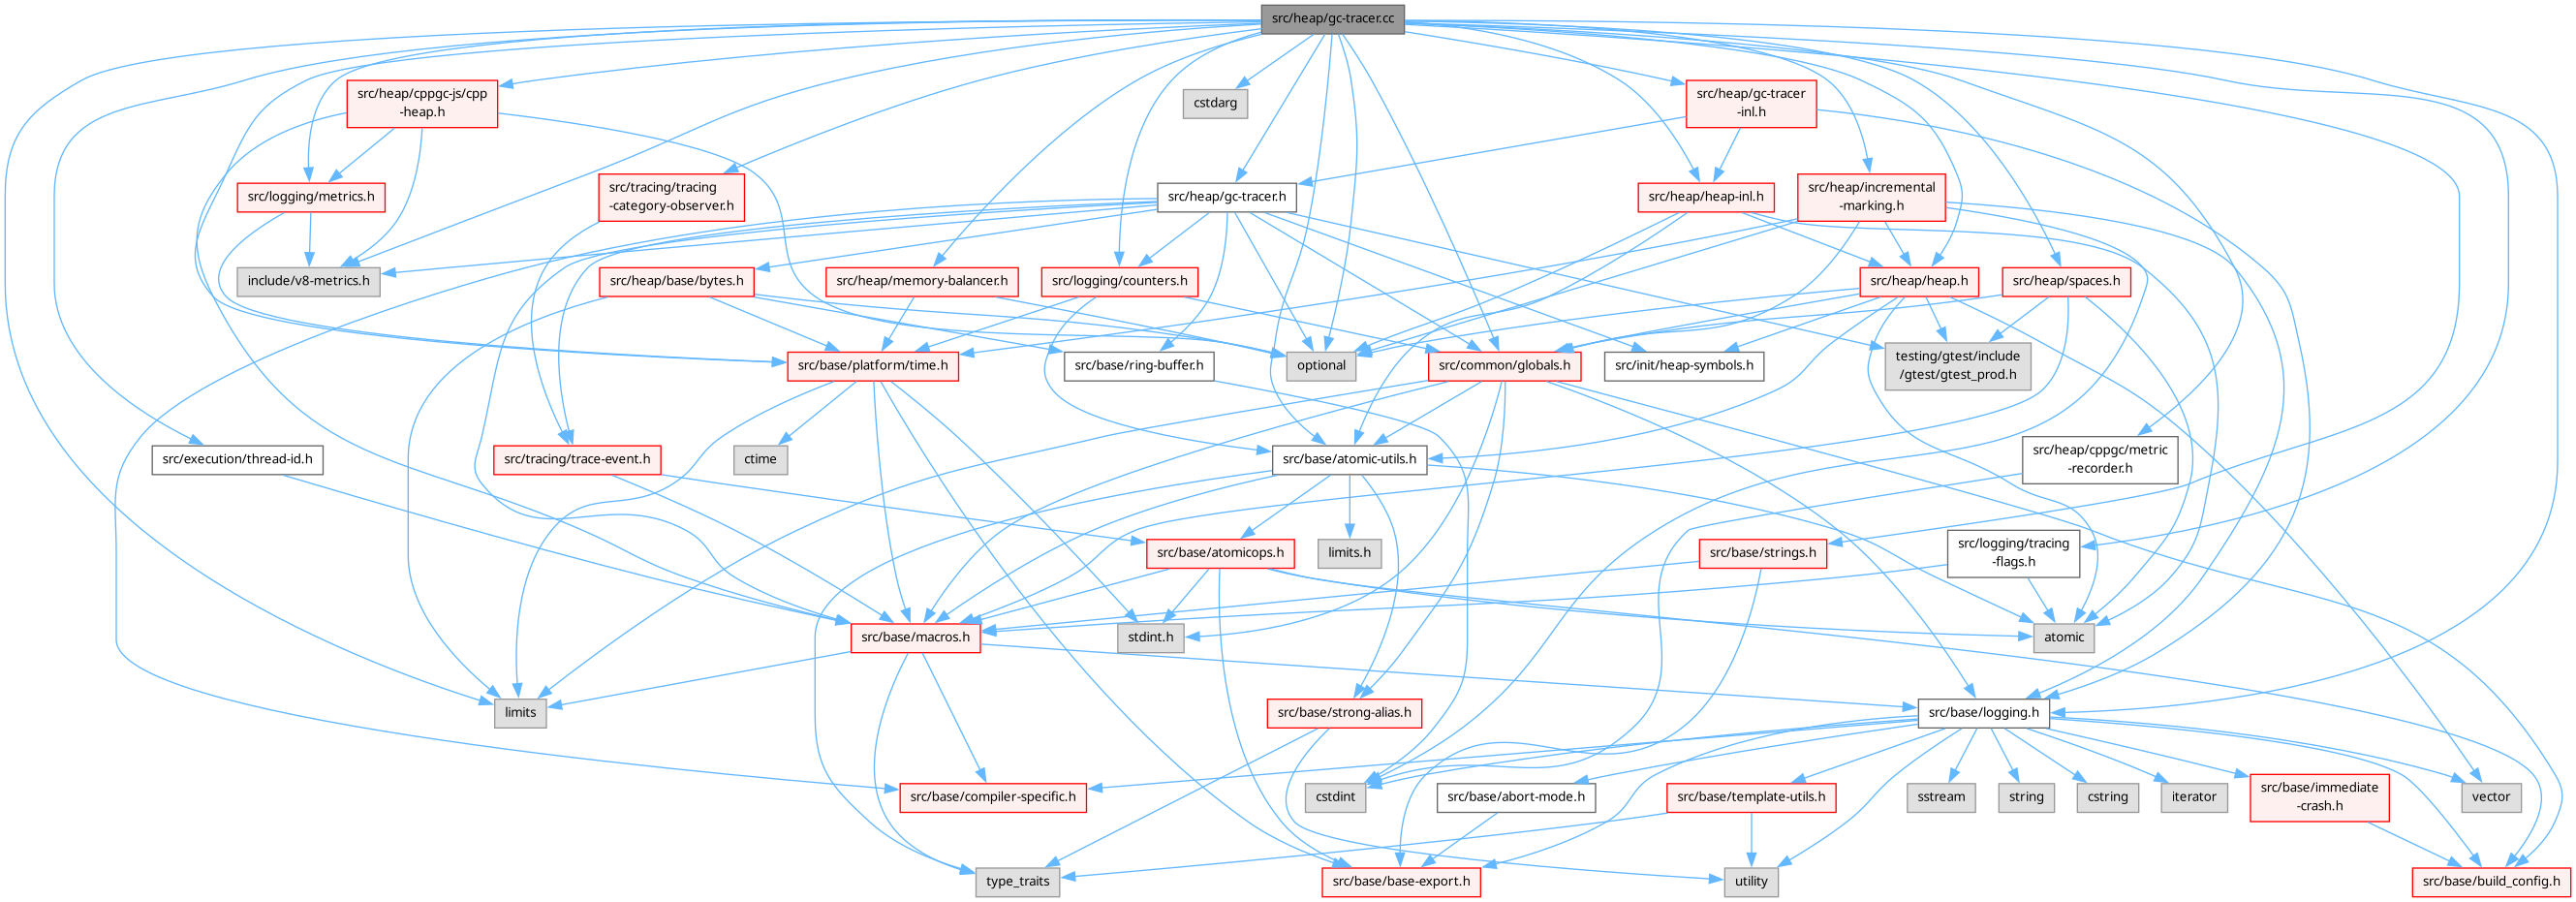 src/heap/gc-tracer.cc
src/heap/cppgc-js/cpp
-heap.h
cstdarg
src/heap/gc-tracer
-inl.h
src/logging/metrics.h
src/tracing/tracing
-category-observer.h
src/heap/gc-tracer.h
src/heap/heap-inl.h
src/heap/incremental
-marking.h
include/v8-metrics.h
src/heap/base/bytes.h
src/heap/memory-balancer.h
src/logging/counters.h
src/heap/heap.h
src/heap/spaces.h
src/base/platform/time.h
src/base/ring-buffer.h
optional
src/common/globals.h
src/init/heap-symbols.h
testing/gtest/include
/gtest/gtest_prod.h
src/execution/thread-id.h
src/tracing/trace-event.h
ctime
src/base/atomic-utils.h
src/heap/cppgc/metric
-recorder.h
src/base/atomicops.h
limits.h
src/base/strings.h
src/logging/tracing
-flags.h
src/base/macros.h
stdint.h
atomic
limits
src/base/strong-alias.h
src/base/logging.h
src/base/compiler-specific.h
cstdint
src/base/abort-mode.h
src/base/template-utils.h
sstream
string
cstring
iterator
src/base/immediate
-crash.h
vector
type_traits
src/base/base-export.h
utility
src/base/build_config.h